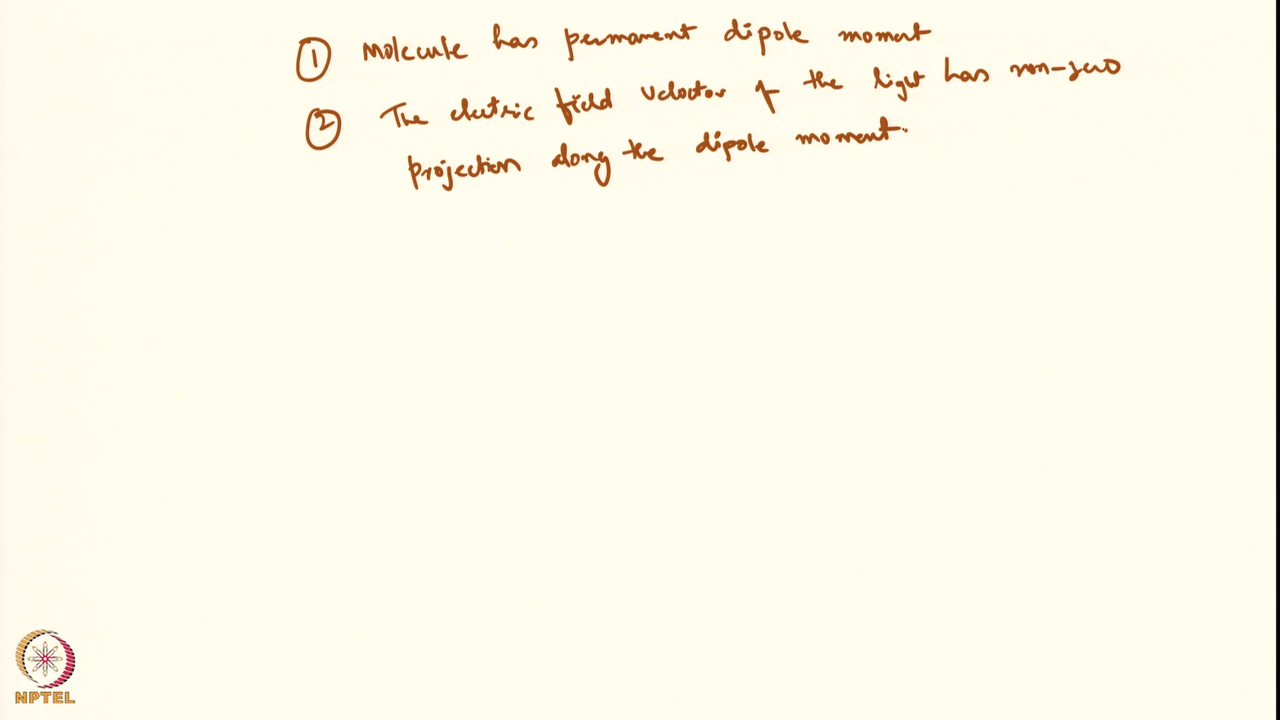 ① Molecule has permanent dipole moment
② The electric field vector of the light has non-zero
projection along the dipole moment.
NPTEL